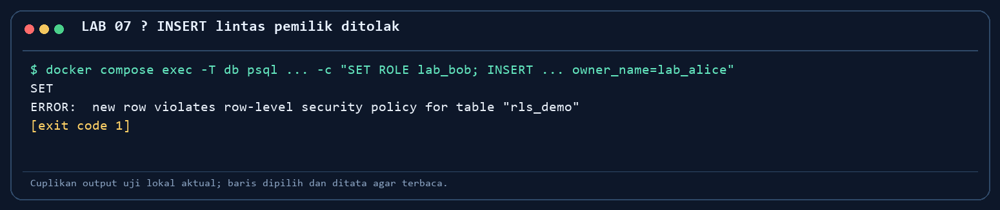 LAB 07 ? INSERT lintas pemilik ditolak
$ docker compose exec -T db psql ... -c "SET ROLE lab_bob; INSERT ... owner_name=lab_alice"
SET
ERROR:  new row violates row-level security policy for table "rls_demo"
[exit code 1]
Cuplikan output uji lokal aktual; baris dipilih dan ditata agar terbaca.